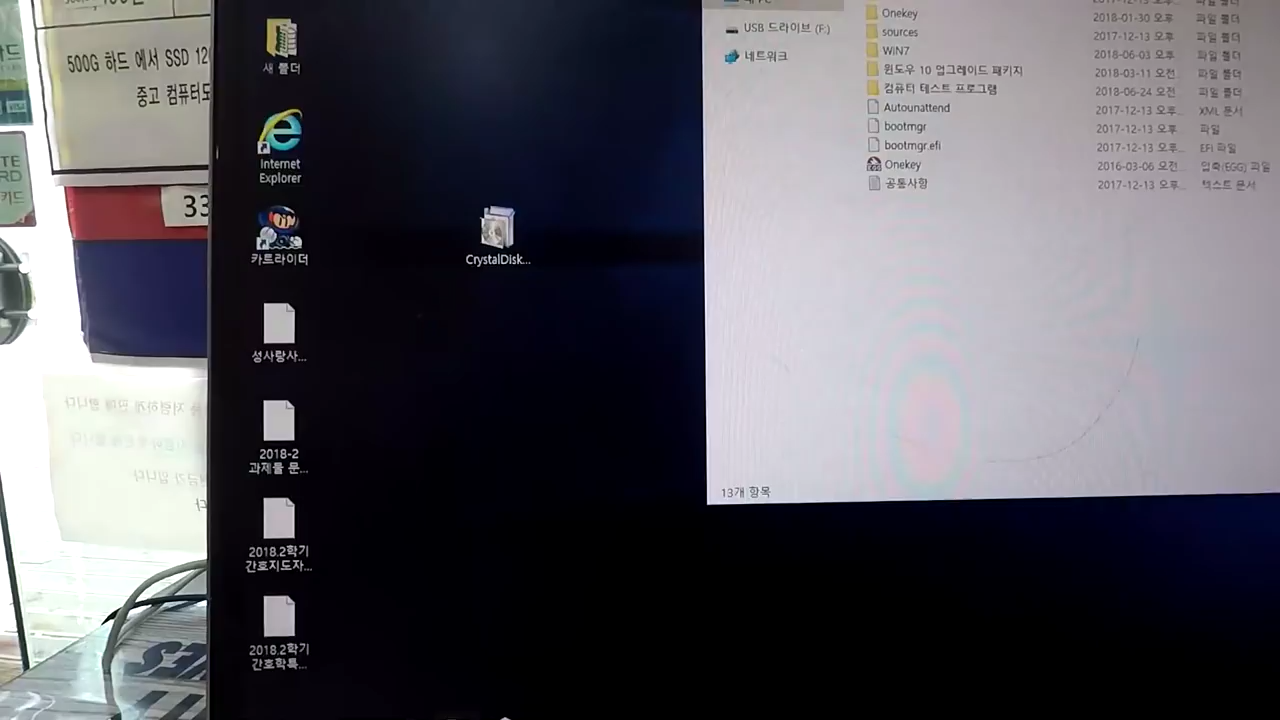 500G 하드 에서 SSD
중고 컴퓨터도
33
새 폴더
Internet
Explorer
카트라이더
성사랑사...
2018-2
과제물 문...
2018.2학기
간호지도자...
2018.2학기
간호학특...
CrystalDisk...
USB 드라이브 (F:)
네트워크
Onekey 2018-01-30 오후 파일 폴더
sources 2017-12-13 오후 파일 폴더
WIN7 2018-06-03 오후 파일 폴더
윈도우 10 업그레이드 패키지 2018-03-11 오전... 파일 폴더
컴퓨터 테스트 프로그램 2018-06-24 오전 파일 폴더
Autounattend 2017-12-13 오후... XML 문서
bootmgr 2017-12-13 오후 파일
bootmgr.efi 2017-12-13 오후... EFI 파일
Onekey 2016-03-06 오전... 압축(EGG) 파일
공통사항 2017-12-13 오후... 텍스트 문서
13개 항목